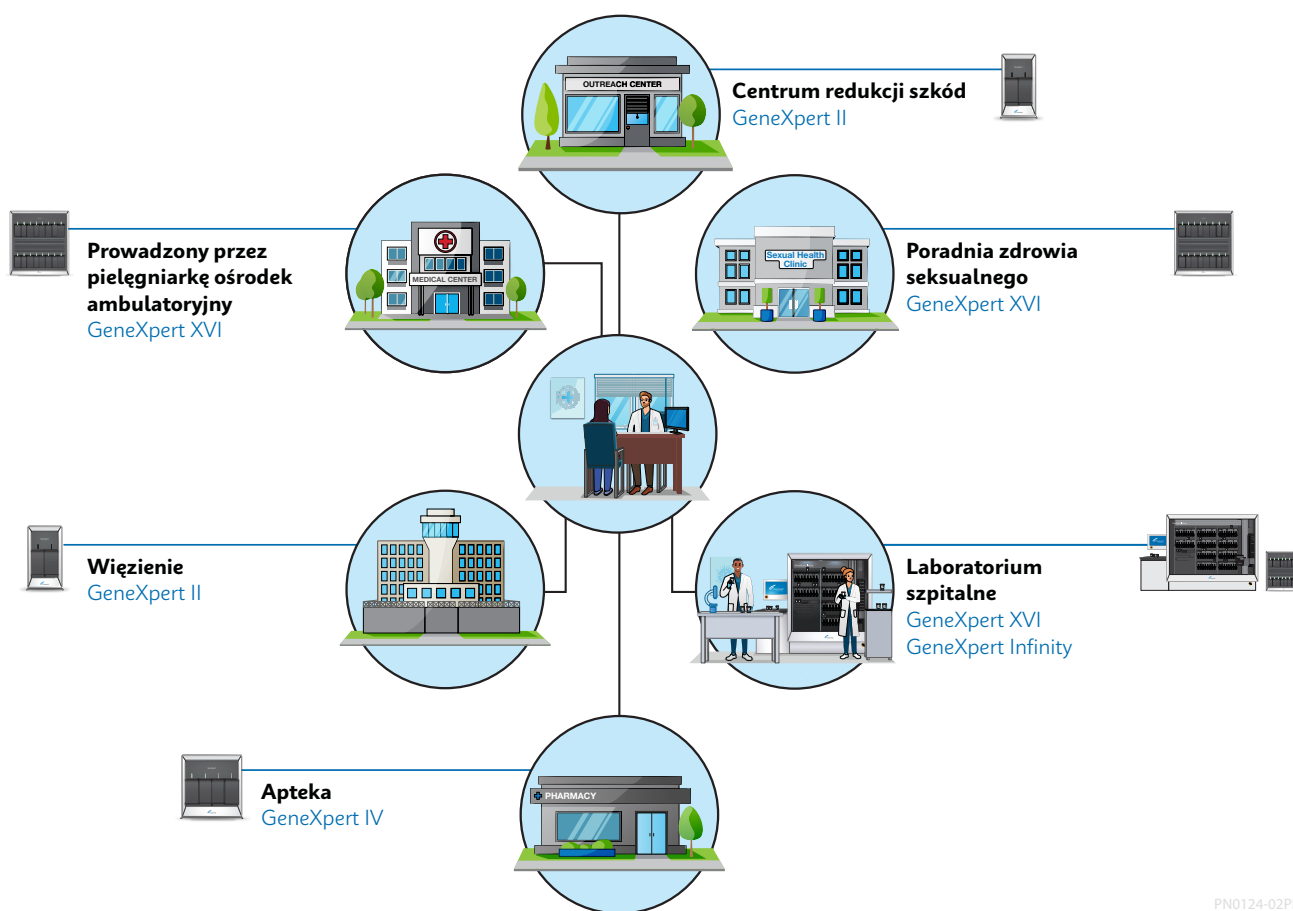 OUTREACH CENTER
Centrum redukcji szkód
GeneXpert II
Prowadzony przez
pielęgniarkę ośrodek
ambulatoryjny
GeneXpert XVI
MEDICAL CENTER
Sexual Health
Clinic
Poradnia zdrowia
seksualnego
GeneXpert XVI
Więzienie
GeneXpert II
Laboratorium
szpitalne
GeneXpert XVI
GeneXpert Infinity
Apteka
GeneXpert IV
PHARMACY
PN0124-02P